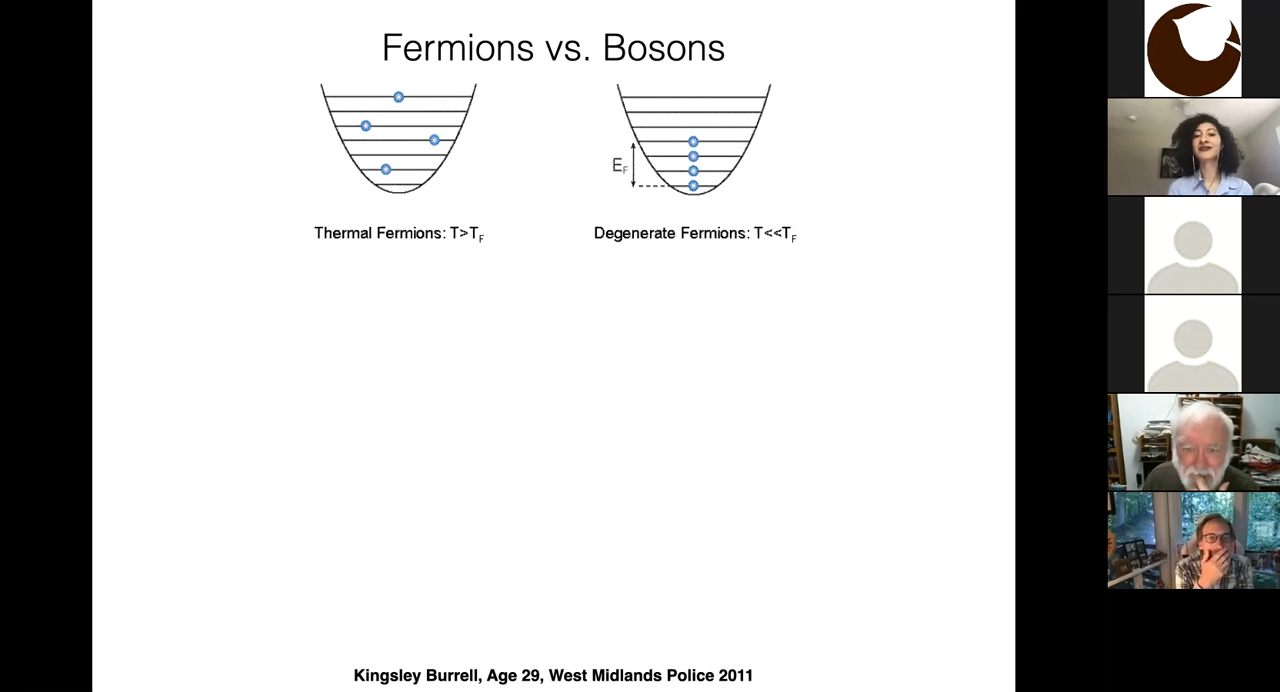 Fermions vs. Bosons
E_F
Thermal Fermions: T>T_F
Degenerate Fermions: T<<T_F
Kingsley Burrell, Age 29, West Midlands Police 2011